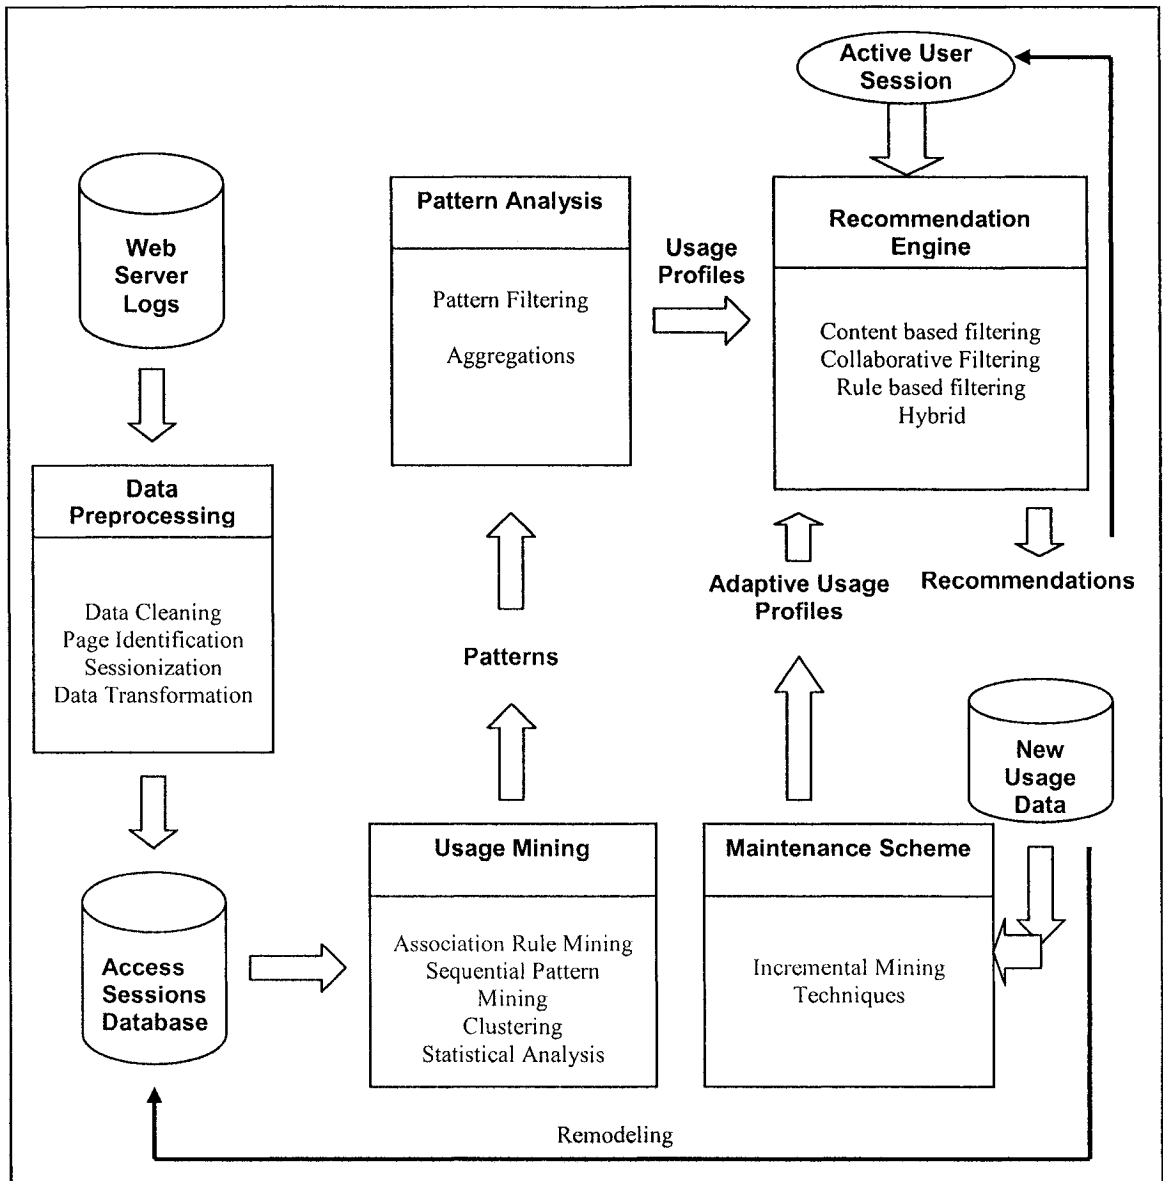 Active User
Session
Web
Server
Logs
Pattern Analysis
Pattern Filtering
Aggregations
Usage
Profiles
Recommendation
Engine
Content based filtering
Collaborative Filtering
Rule based filtering
Hybrid
Data
Preprocessing
Data Cleaning
Page Identification
Sessionization
Data Transformation
Patterns
Adaptive Usage
Profiles
Recommendations
New
Usage
Data
Access
Sessions
Database
Usage Mining
Association Rule Mining
Sequential Pattern
Mining
Clustering
Statistical Analysis
Maintenance Scheme
Incremental Mining
Techniques
Remodeling